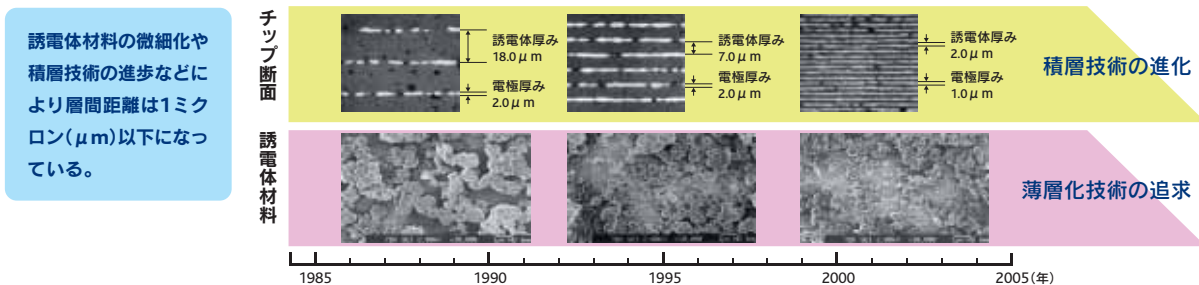 誘電体材料の微細化や
積層技術の進歩などに
より層間距離は1ミク
ロン(μm)以下になっ
ている。
チップ断面
誘電体厚み
18.0μm
電極厚み
2.0μm
誘電体厚み
7.0μm
電極厚み
2.0μm
誘電体厚み
2.0μm
電極厚み
1.0μm
積層技術の進化
誘電体材料
薄層化技術の追求
1985
1990
1995
2000
2005(年)